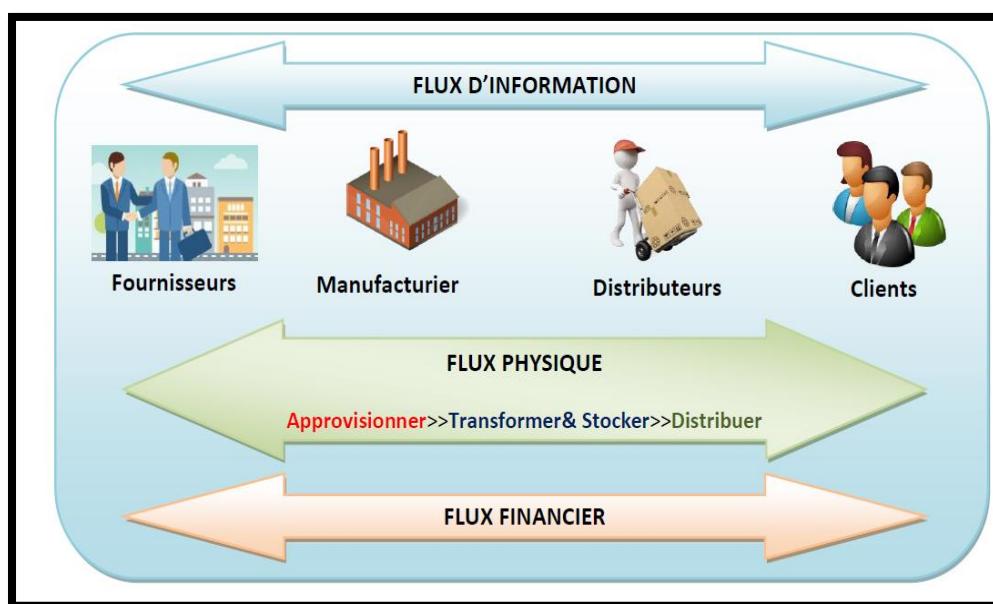 FLUX D'INFORMATION
Fournisseurs
Manufacturier
Distributeurs
Clients
FLUX PHYSIQUE
Approvisionner>>Transformer& Stocker>>Distribuer
FLUX FINANCIER